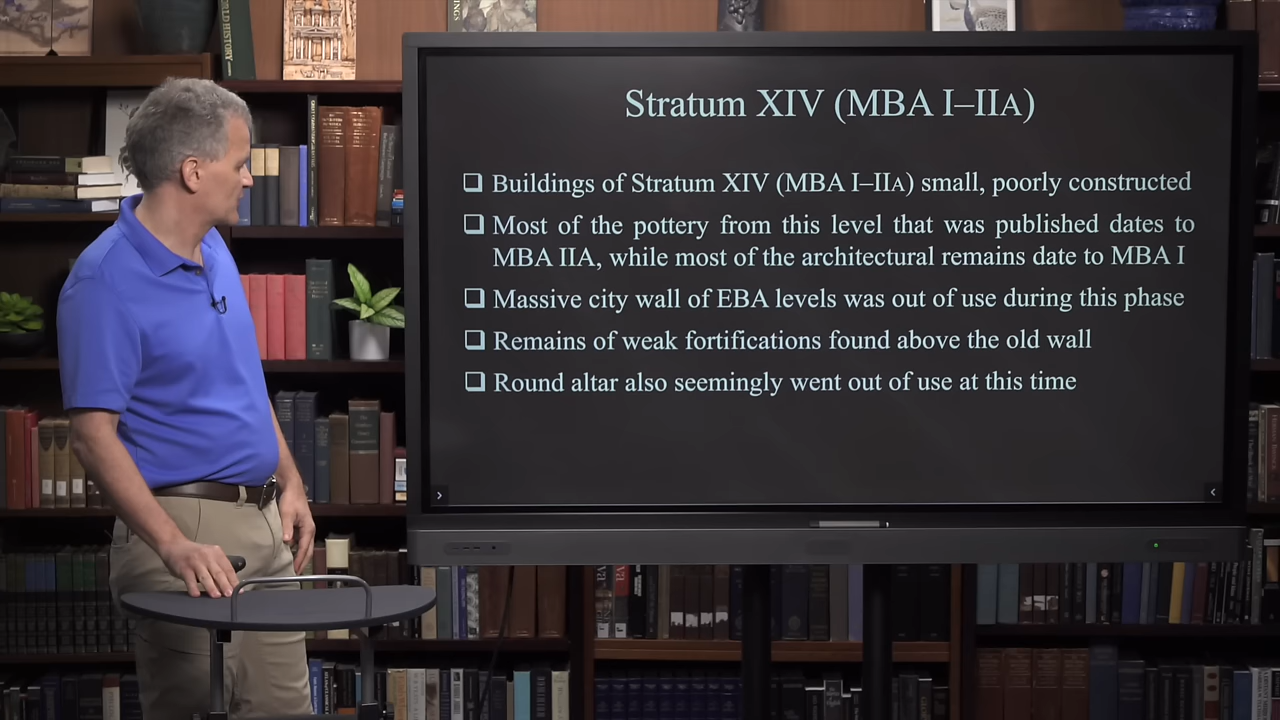 WORLD HISTORY
Stratum XIV (MBA I–IIA)
❑ Buildings of Stratum XIV (MBA I–IIA) small, poorly constructed
❑ Most of the pottery from this level that was published dates to
MBA IIA, while most of the architectural remains date to MBA I
❑ Massive city wall of EBA levels was out of use during this phase
❑ Remains of weak fortifications found above the old wall
❑ Round altar also seemingly went out of use at this time